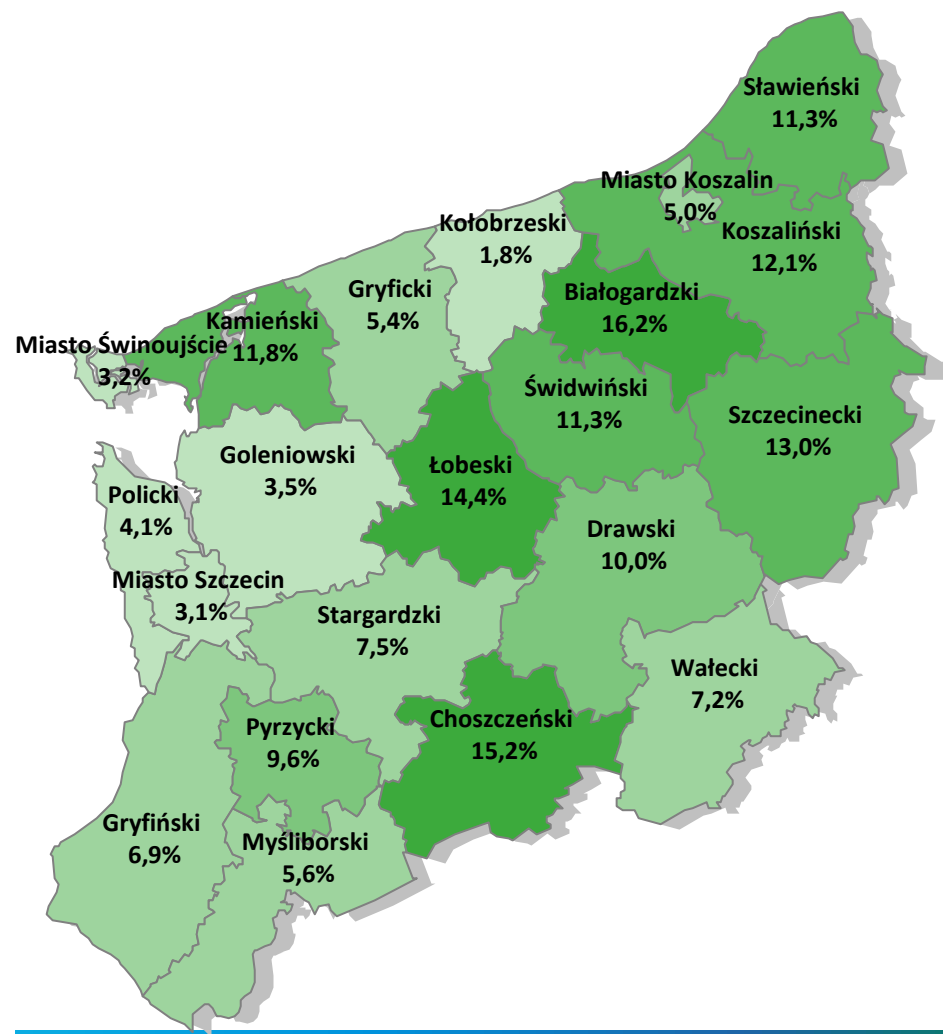 Sławieński
11,3%
Miasto Koszalin
5,0%
Kołobrzeski
1,8%
Koszaliński
12,1%
Gryficki
5,4%
Białogardzki
16,2%
Kamieński
11,8%
Miasto Świnoujście
3,2%
Świdwiński
11,3%
Szczecinecki
13,0%
Goleniowski
3,5%
Łobeski
14,4%
Policki
4,1%
Drawski
10,0%
Miasto Szczecin
3,1%
Stargardzki
7,5%
Wałecki
7,2%
Choszczeński
15,2%
Pyrzycki
9,6%
Gryfiński
6,9%
Myśliborski
5,6%